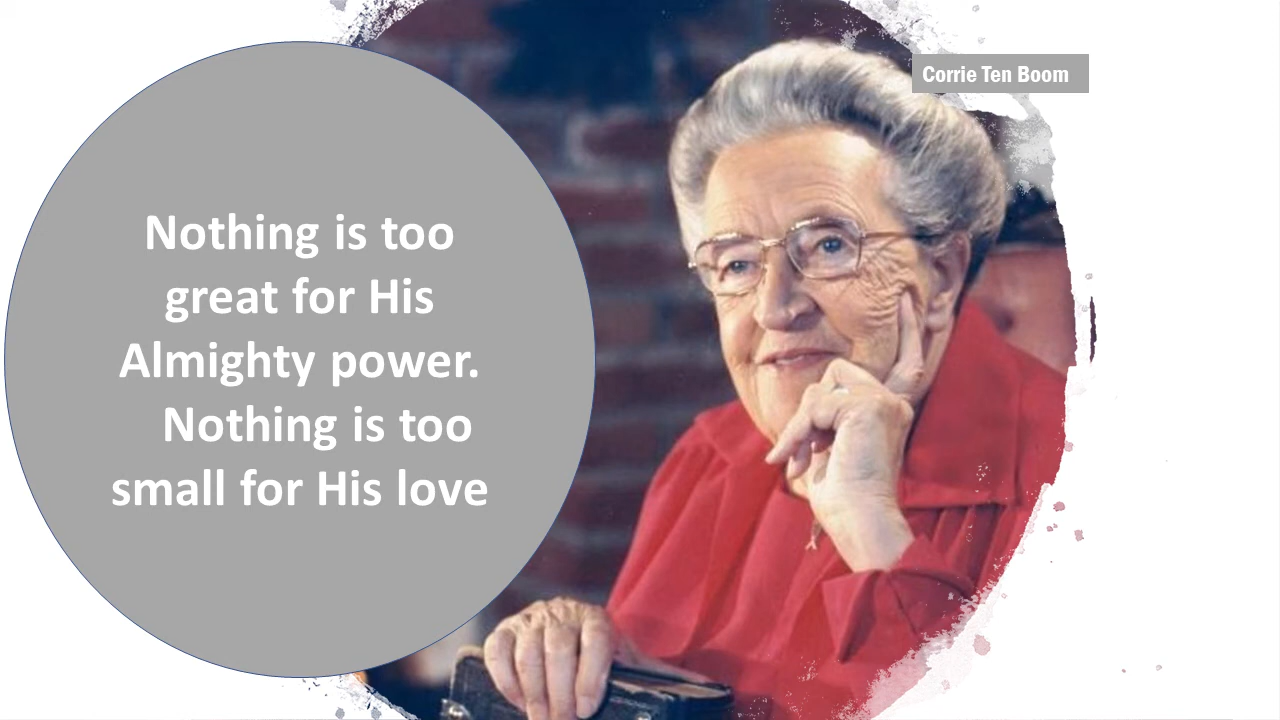 Corrie Ten Boom
Nothing is too
great for His
Almighty power.
Nothing is too
small for His love